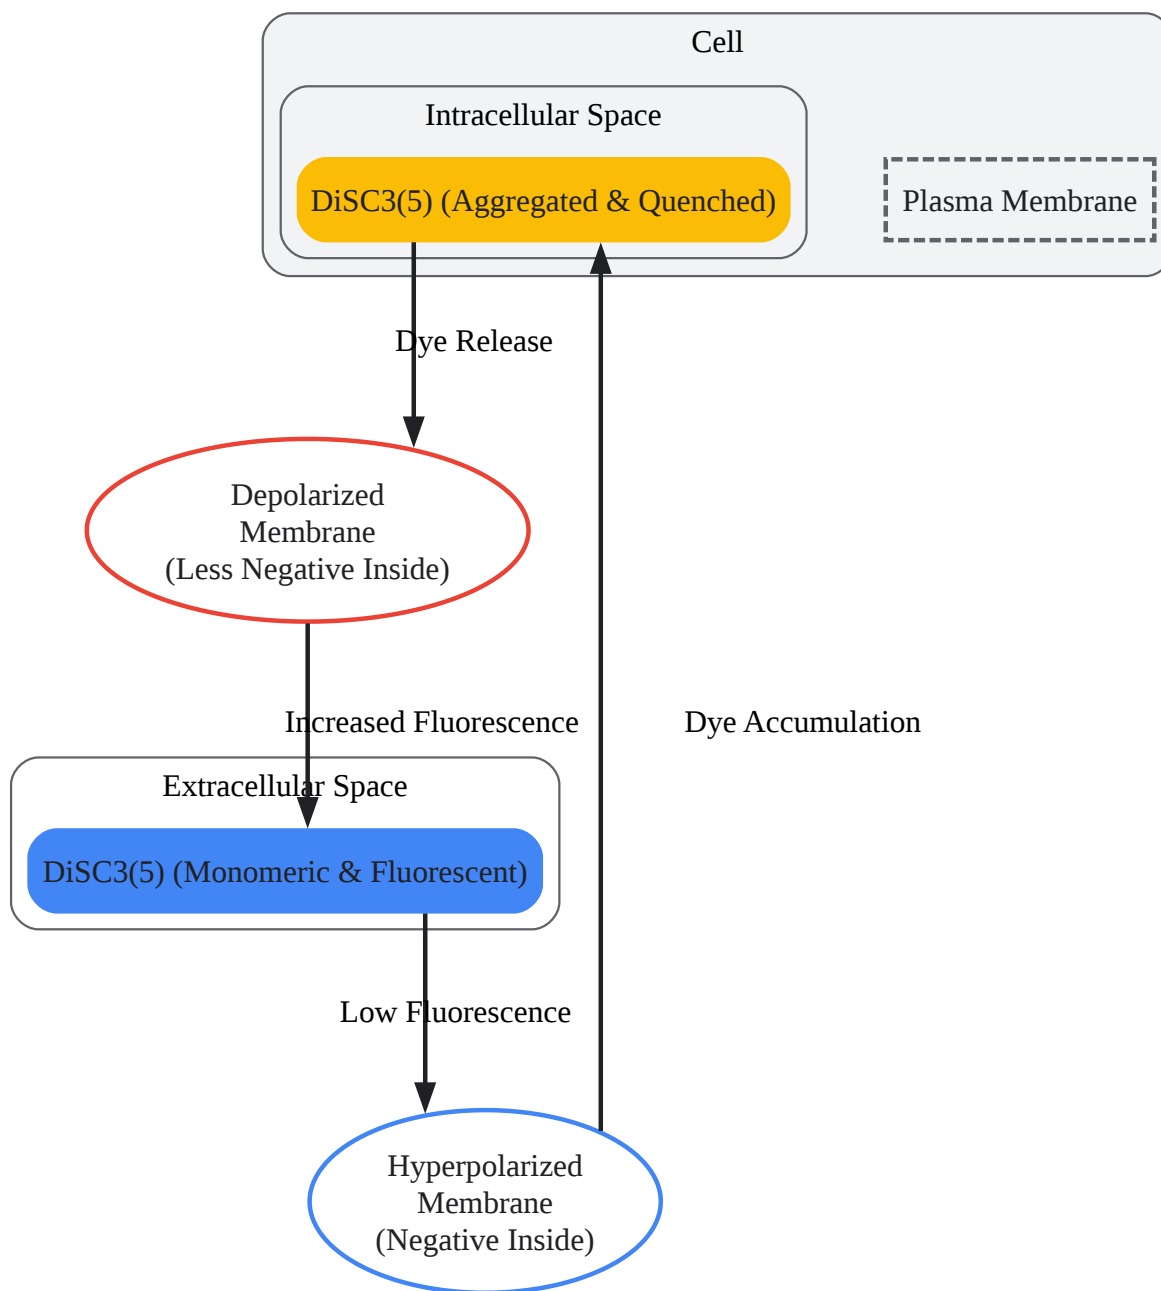 Cell
Intracellular Space
DiSC3(5) (Aggregated & Quenched)
Plasma Membrane
Dye Release
Depolarized
Membrane
(Less Negative Inside)
Increased Fluorescence
Dye Accumulation
Extracellular Space
DiSC3(5) (Monomeric & Fluorescent)
Low Fluorescence
Hyperpolarized
Membrane
(Negative Inside)